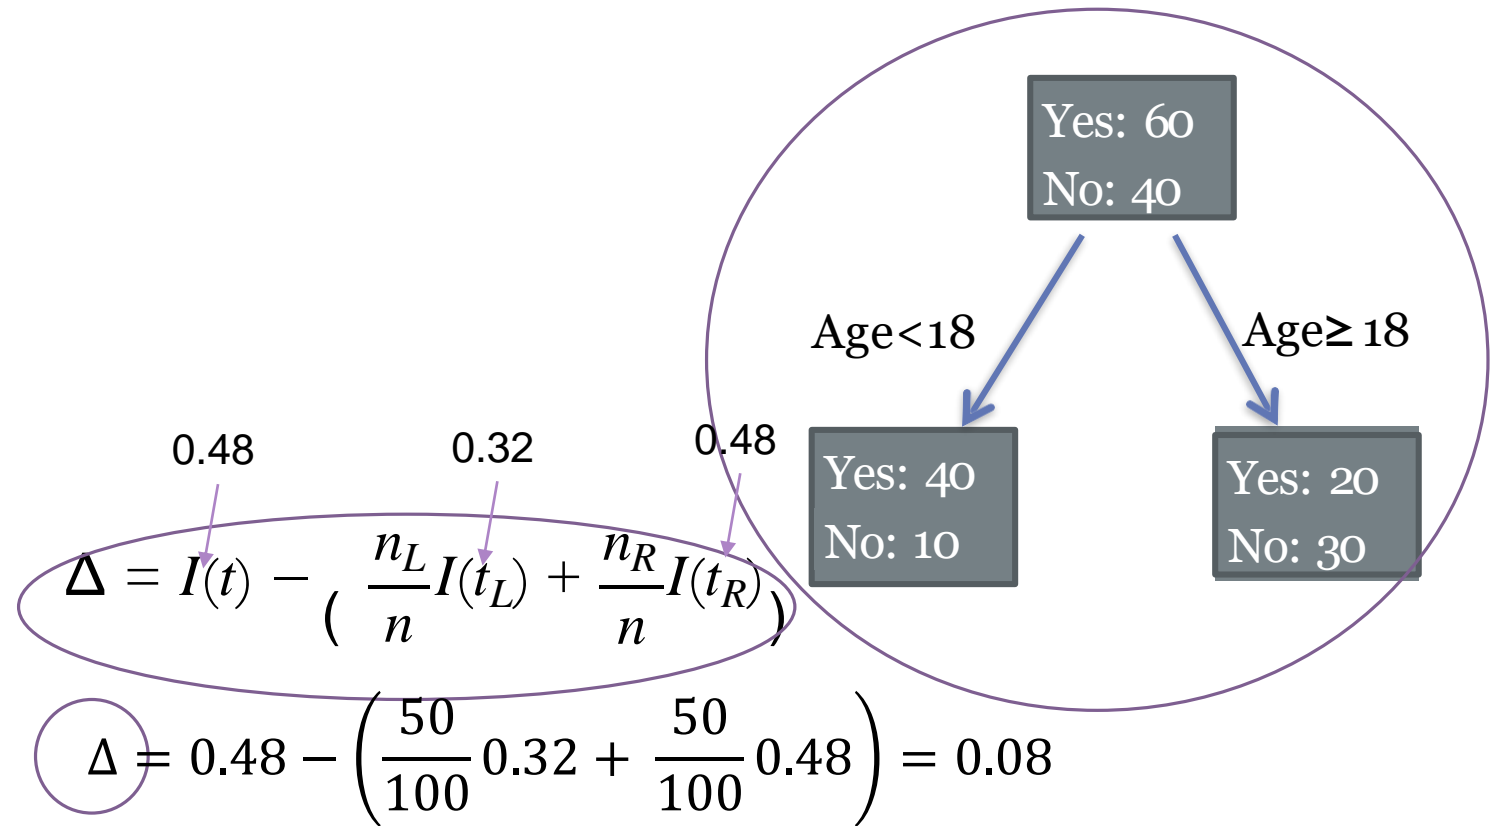 Yes: 60
No: 40
Age<18
Age≥ 18
Yes: 40
No: 10
Yes: 20
No: 30
0.48
0.32
0.48
Δ = I(t) − ( n_L/n I(t_L) + n_R/n I(t_R) )
Δ = 0.48 − (50/100 0.32 + 50/100 0.48) = 0.08